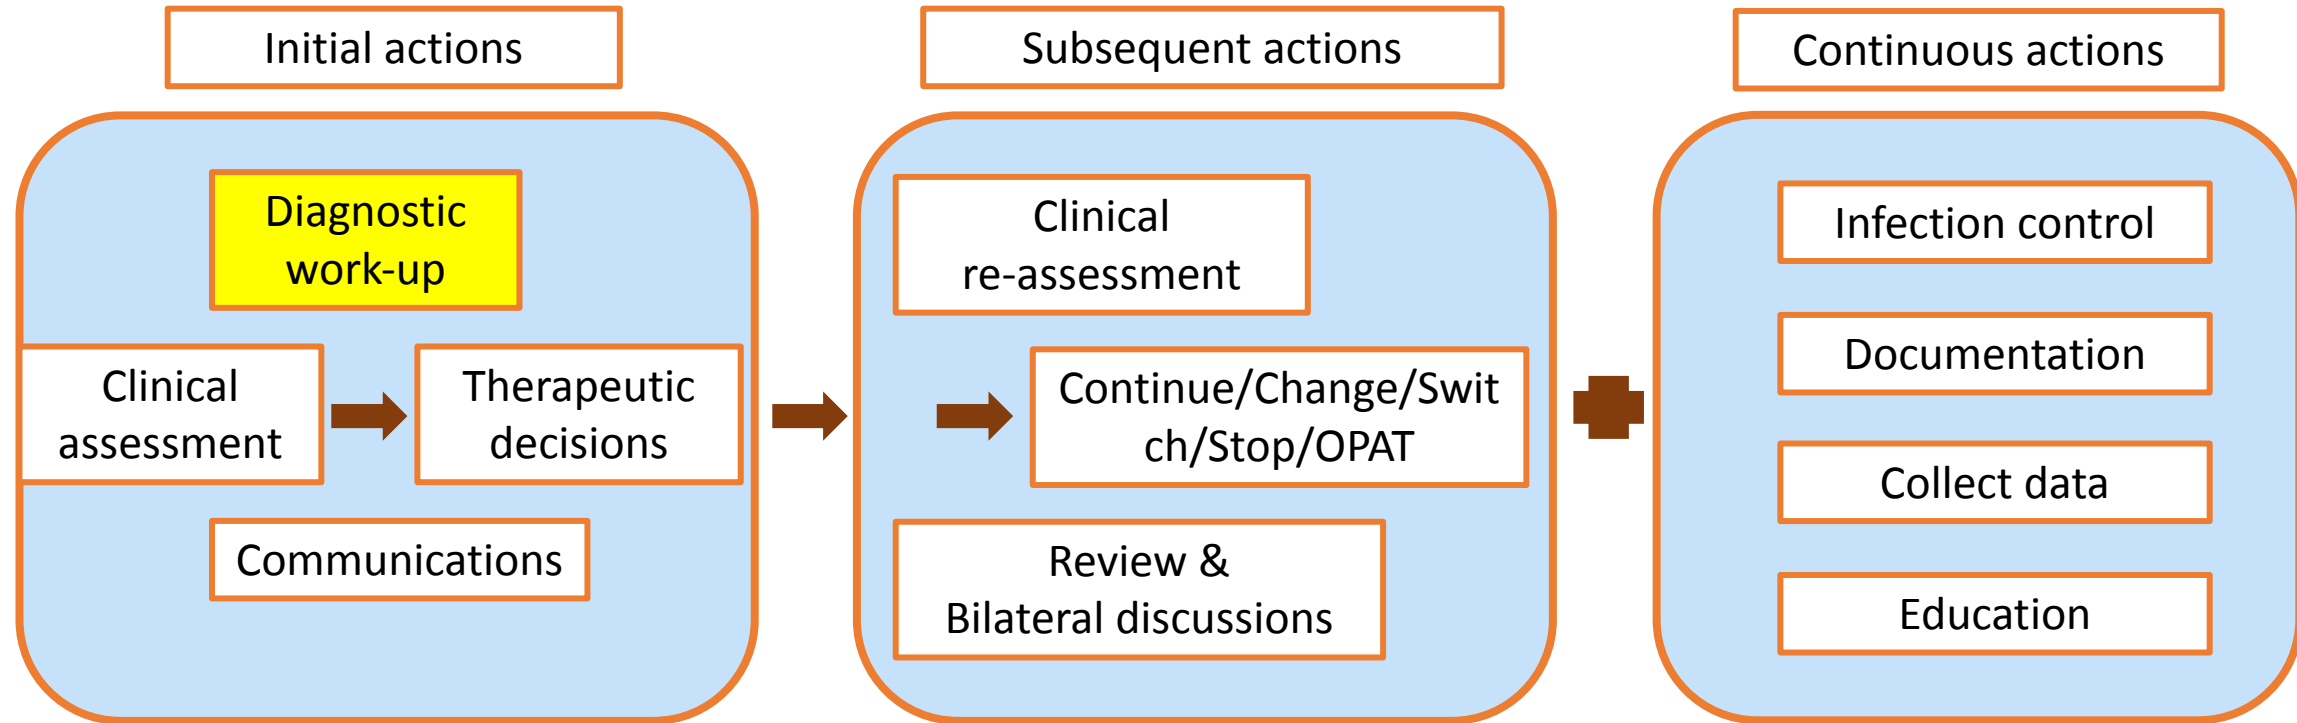 Initial actions
Subsequent actions
Continuous actions
Diagnostic
work-up
Clinical
assessment
Therapeutic
decisions
Communications
Clinical
re-assessment
Continue/Change/Swit
ch/Stop/OPAT
Review &
Bilateral discussions
Infection control
Documentation
Collect data
Education